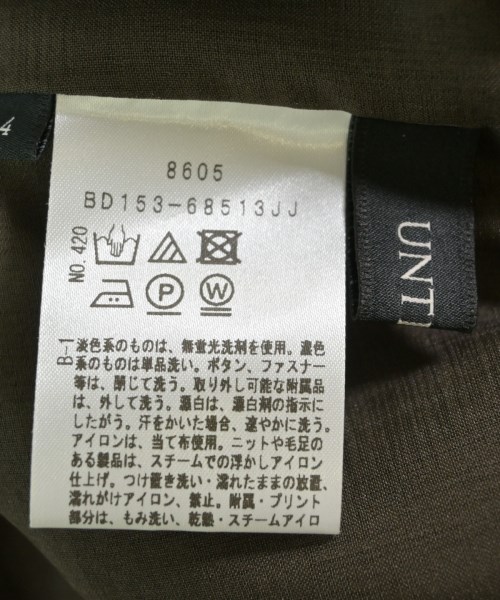 4
8605
BD153-68513JJ
NO. 420
P
W
UNT
B-1
淡色系のものは、無蛍光洗剤を使用。濃色
系のものは単品洗い。ボタン、ファスナー
等は、閉じて洗う。取り外し可能な附属品
は、外して洗う。漂白は、漂白剤の指示に
したがう。汗をかいた場合、速やかに洗う。
アイロンは、当て布使用。ニットや毛足の
ある製品は、スチームでの浮かしアイロン
仕上げ。つけ置き洗い・濡れたままの放置、
濡れがけアイロン、禁止。附属・プリント
部分は、もみ洗い、乾燥・スチームアイロ